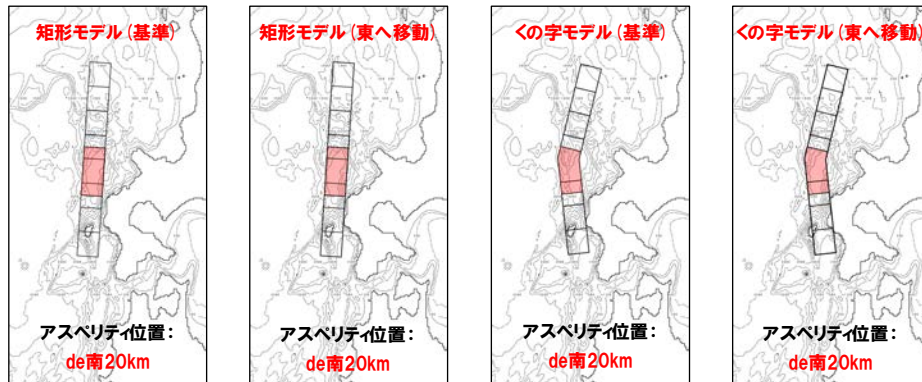 矩形モデル(基準)
アスペリティ位置:
de南20km
矩形モデル(東へ移動)
アスペリティ位置:
de南20km
くの字モデル(基準)
アスペリティ位置:
de南20km
くの字モデル(東へ移動)
アスペリティ位置:
de南20km